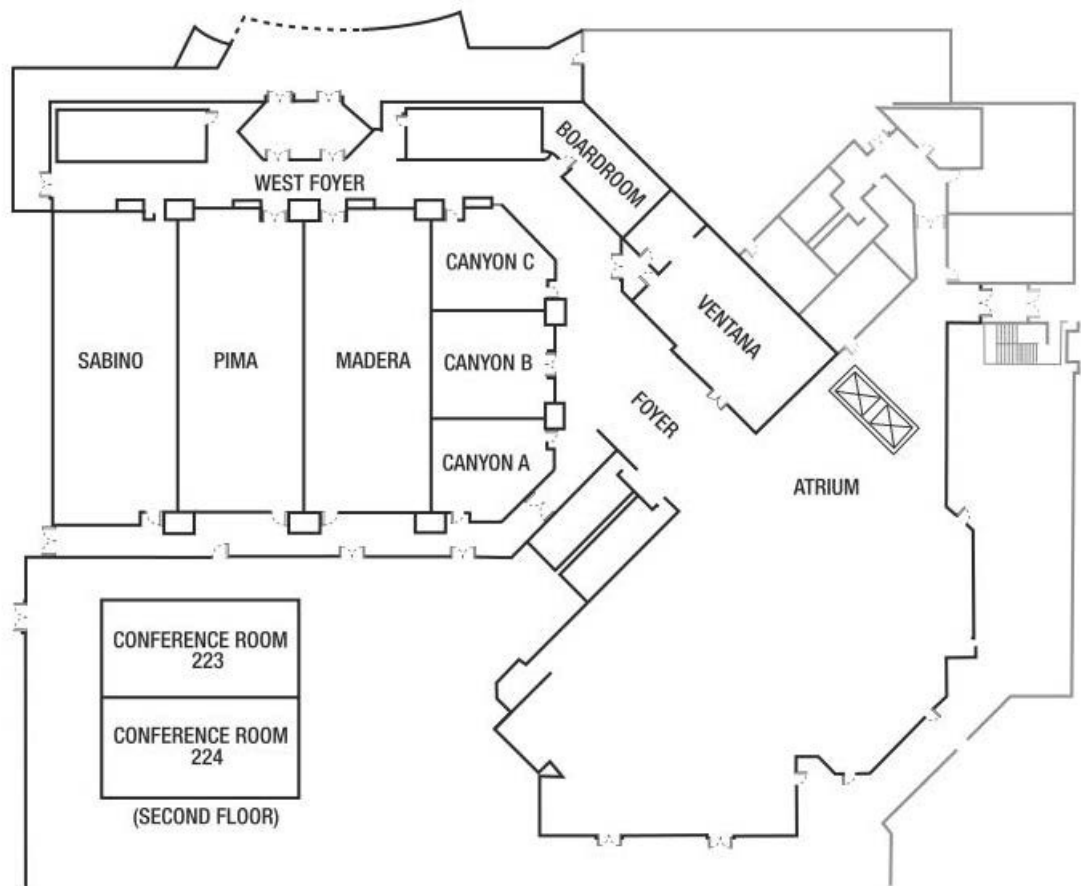 BOARDROOM
WEST FOYER
CANYON C
VENTANA
SABINO
PIMA
MADERA
CANYON B
FOYER
CANYON A
ATRIUM
CONFERENCE ROOM
223
CONFERENCE ROOM
224
(SECOND FLOOR)